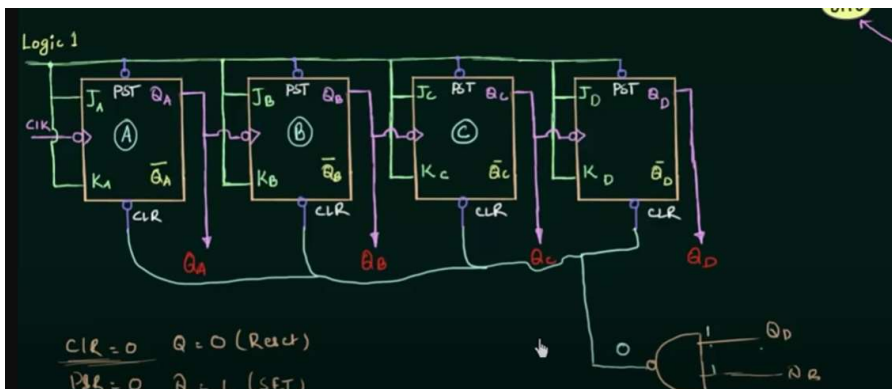 Logic 1
J_A PST Q_A J_B PST Q_B J_C PST Q_C J_D PST Q_D
CLK A B C
K_A Q̅_A K_B Q̅_B K_C Q̅_C K_D Q̅_D
CLR CLR CLR CLR
Q_A Q_B Q_C Q_D
CLR = 0 Q = 0 (Reset)
0 1 Q_D
1
Q = 1 (SET)